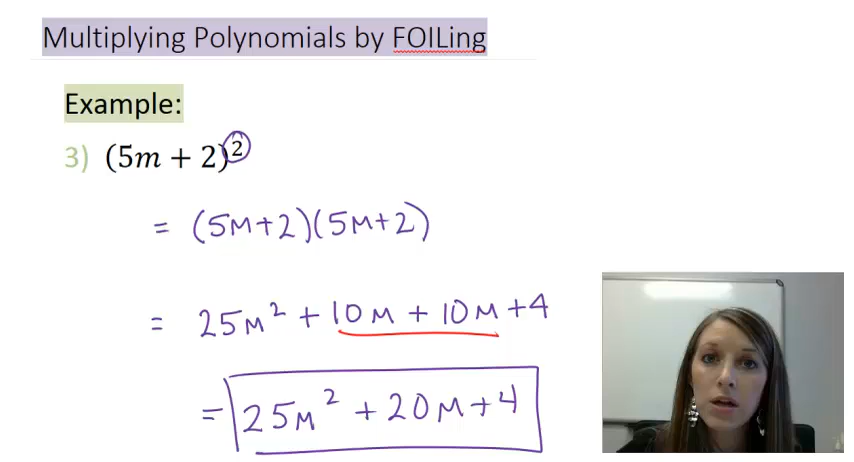 Multiplying Polynomials by FOILing
Example:
3) (5m + 2)²
= (5m+2)(5m+2)
= 25m² + 10m + 10m + 4
= 25m² + 20m + 4